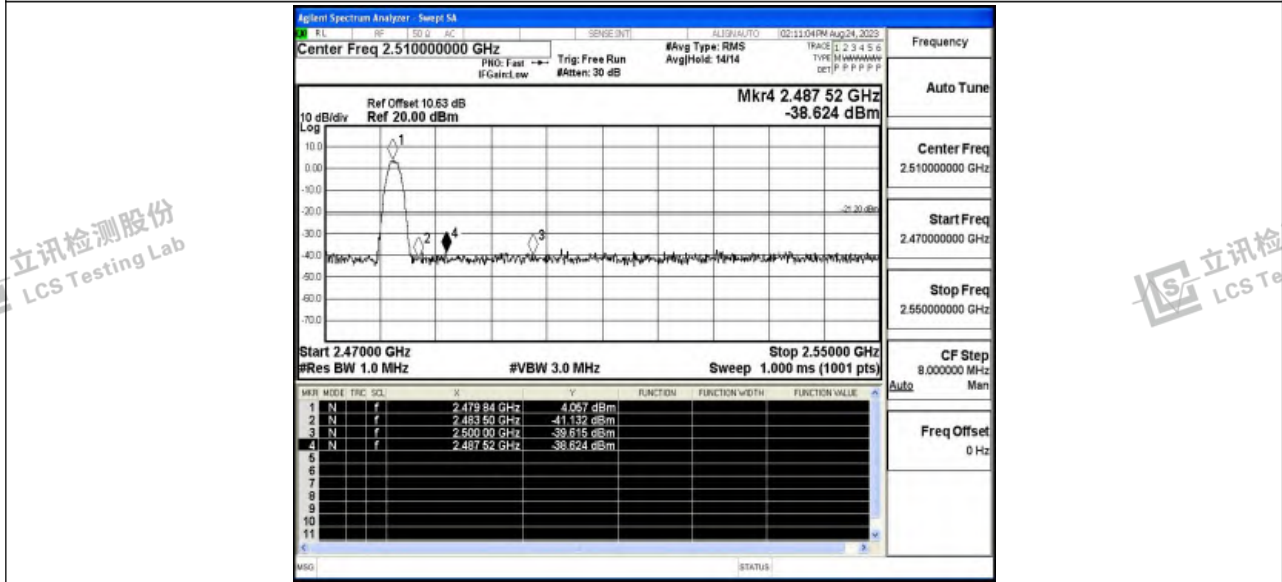 Agilent Spectrum Analyzer - Swept SA
RL RF 50 Ω AC SENSE:INT ALIGNAUTO 02:11:04 PM Aug 24, 2023
Center Freq 2.510000000 GHz
PNO: Fast
IFGain:Low
Trig: Free Run
#Atten: 30 dB
#Avg Type: RMS
Avg|Hold: 14/14
TRACE 1 2 3 4 5 6
TYPE MWWWWW
DET P P P P P P
Ref Offset 10.63 dB
10 dB/div Ref 20.00 dBm
Log
Mkr4 2.487 52 GHz
-38.624 dBm
10.0
0.00
-10.0
-20.0
-30.0
-40.0
-50.0
-60.0
-70.0
1
2
4
3
-21.20 dBm
Start 2.47000 GHz Stop 2.55000 GHz
#Res BW 1.0 MHz #VBW 3.0 MHz Sweep 1.000 ms (1001 pts)
MKR MODE TRC SCL X Y FUNCTION FUNCTION WIDTH FUNCTION VALUE
1 N f 2.479 84 GHz 4.057 dBm
2 N f 2.483 50 GHz -41.132 dBm
3 N f 2.500 00 GHz -39.615 dBm
4 N f 2.487 52 GHz -38.624 dBm
5
6
7
8
9
10
11
MSG STATUS
Frequency
Auto Tune
Center Freq
2.510000000 GHz
Start Freq
2.470000000 GHz
Stop Freq
2.550000000 GHz
CF Step
8.000000 MHz
Auto Man
Freq Offset
0 Hz
立讯检测股份
LCS Testing Lab
立讯检
LCS Te